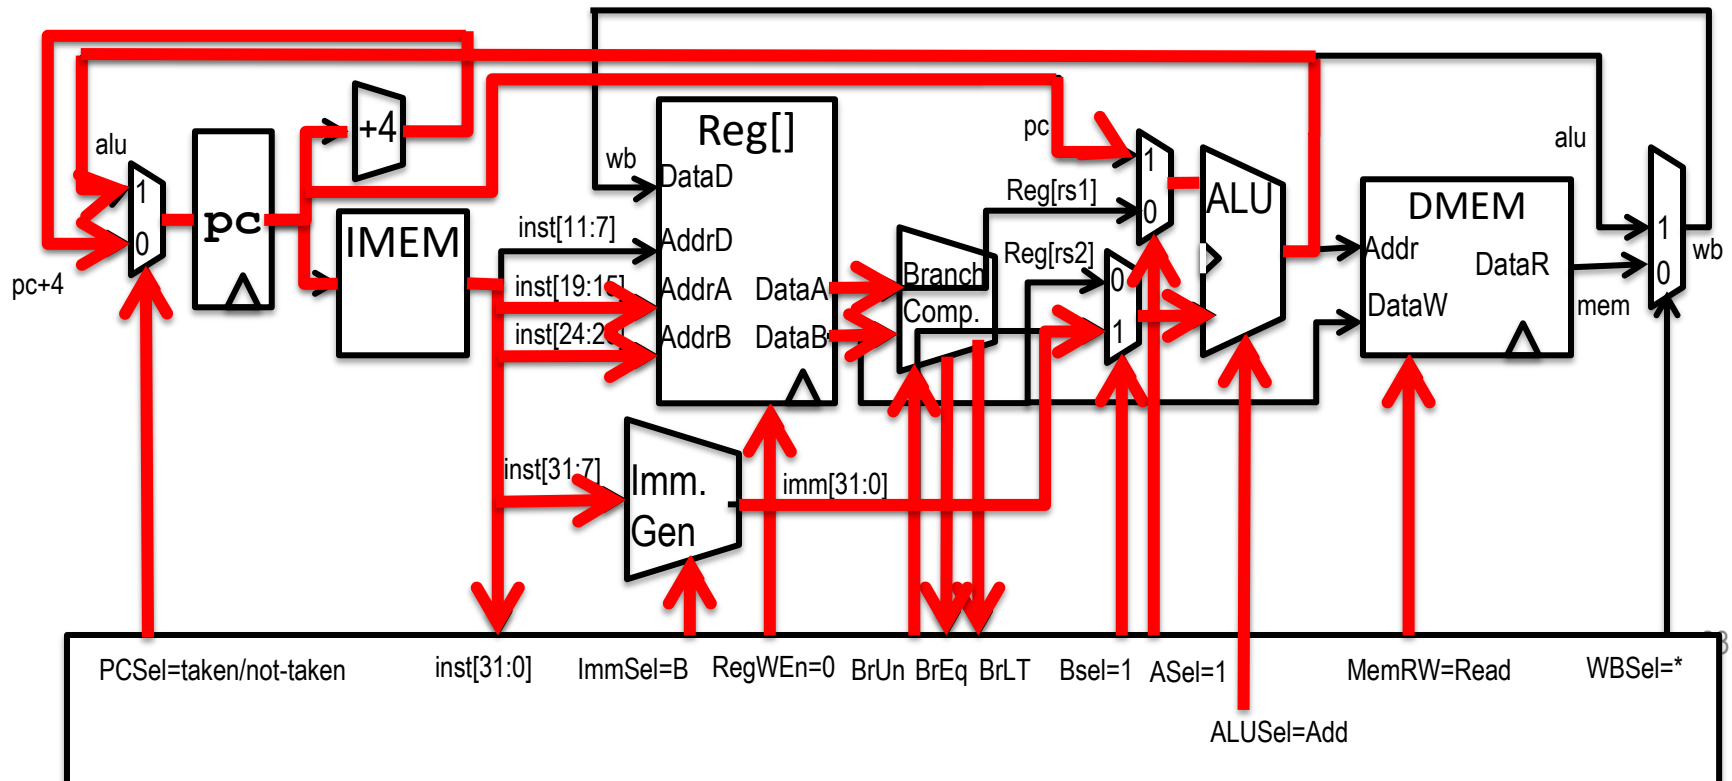 alu
pc+4
1
0
pc
+4
IMEM
wb
Reg[]
DataD
AddrD
AddrA
AddrB
DataA
DataB
inst[11:7]
inst[19:15]
inst[24:20]
inst[31:7]
Imm.
Gen
imm[31:0]
Branch
Comp.
pc
Reg[rs1]
Reg[rs2]
1
0
0
1
ALU
DMEM
Addr
DataR
DataW
alu
mem
1
0
wb
PCSel=taken/not-taken
inst[31:0]
ImmSel=B
RegWEn=0
BrUn
BrEq
BrLT
Bsel=1
ASel=1
ALUSel=Add
MemRW=Read
WBSel=*